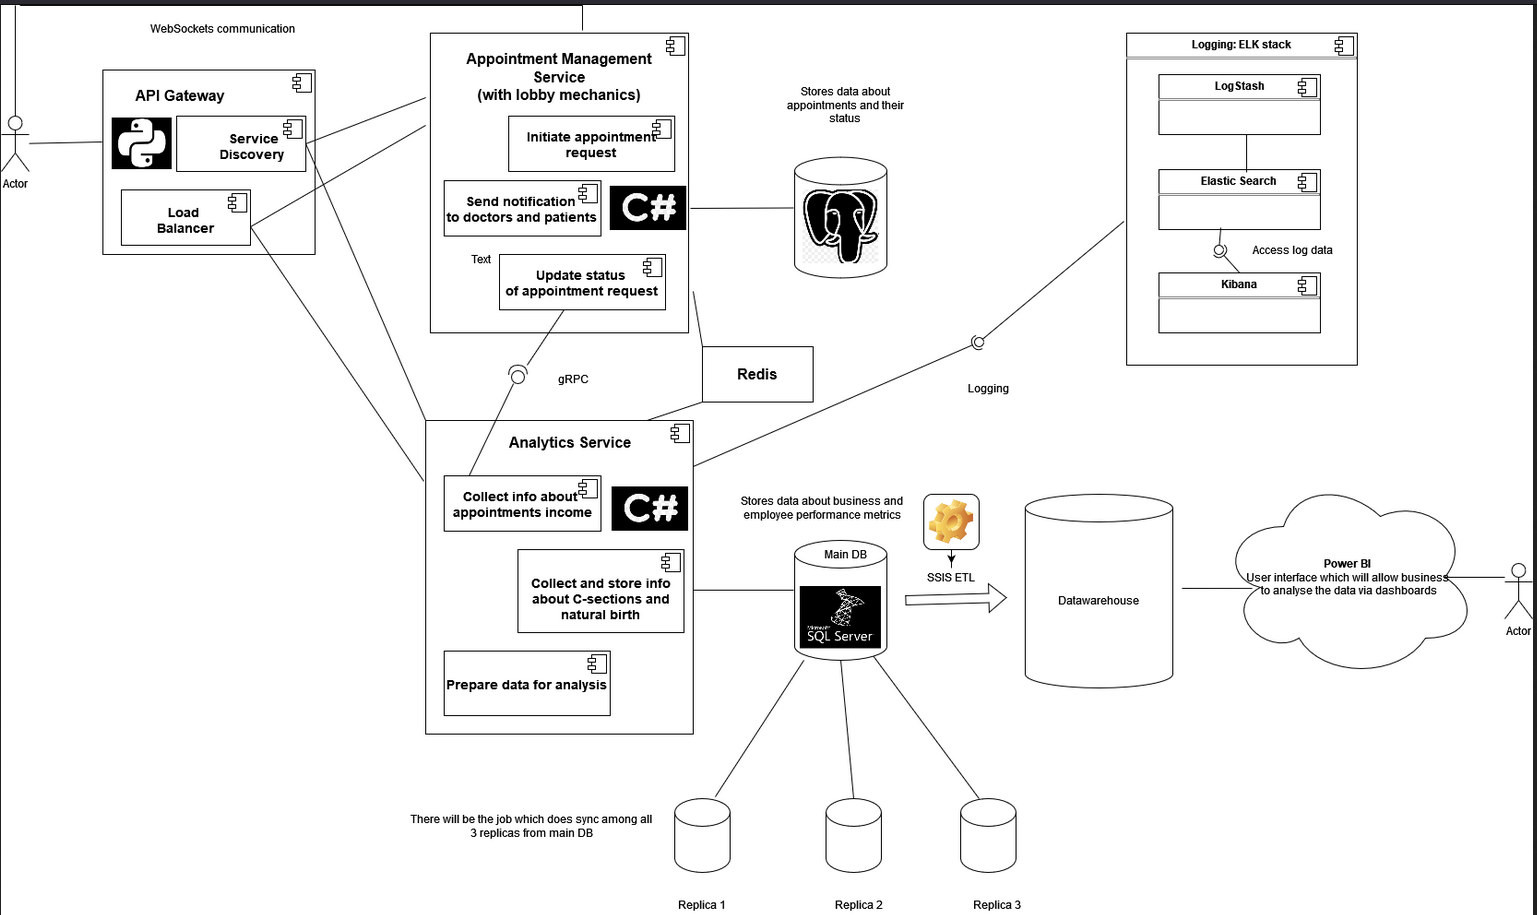 WebSockets communication
API Gateway
Service
Discovery
Load
Balancer
Actor
Appointment Management
Service
(with lobby mechanics)
Initiate appointment
request
Send notification
to doctors and patients
C#
Text
Update status
of appointment request
Stores data about
appointments and their
status
Logging: ELK stack
LogStash
Elastic Search
Access log data
Kibana
gRPC
Redis
Logging
Analytics Service
Collect info about
appointments income
C#
Collect and store info
about C-sections and
natural birth
Prepare data for analysis
Stores data about business and
employee performance metrics
Main DB
Microsoft
SQL Server
SSIS ETL
Datawarehouse
Power BI
User interface which will allow business
to analyse the data via dashboards
Actor
There will be the job which does sync among all
3 replicas from main DB
Replica 1
Replica 2
Replica 3